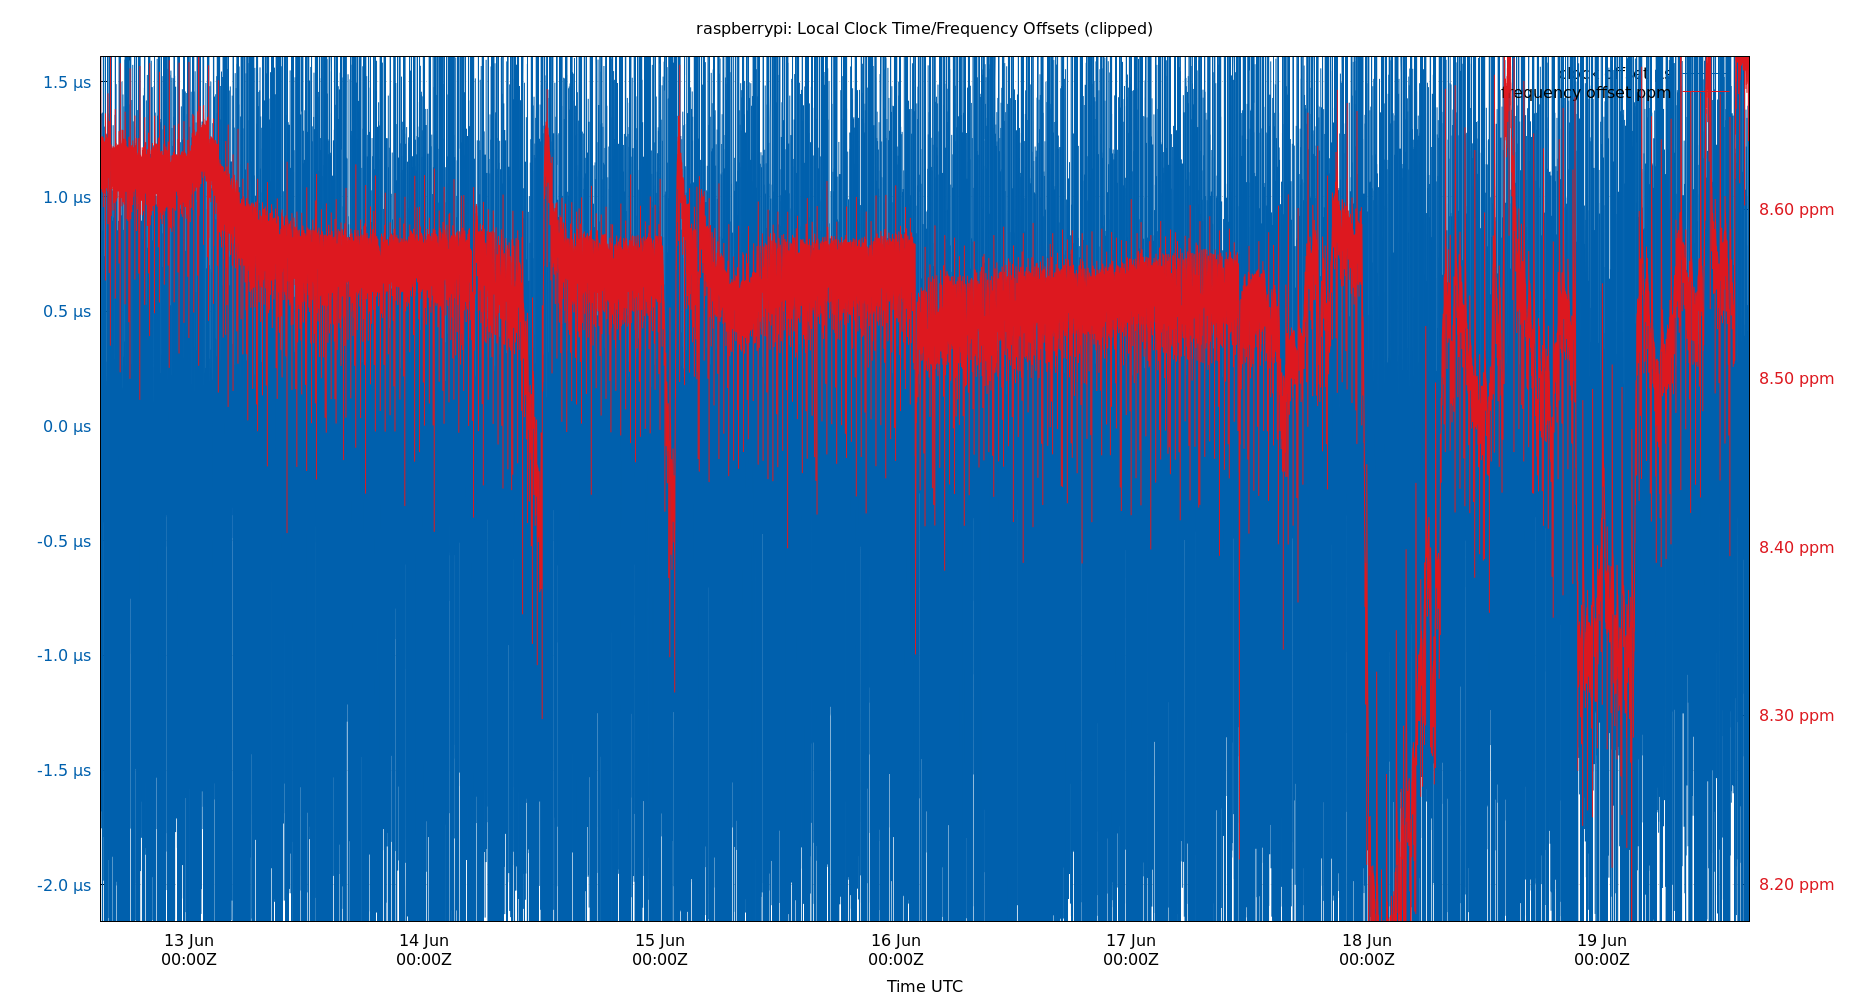 raspberrypi: Local Clock Time/Frequency Offsets (clipped)
clock offset µs
frequency offset ppm
1.5 µs
1.0 µs
0.5 µs
0.0 µs
-0.5 µs
-1.0 µs
-1.5 µs
-2.0 µs
8.60 ppm
8.50 ppm
8.40 ppm
8.30 ppm
8.20 ppm
13 Jun 14 Jun 15 Jun 16 Jun 17 Jun 18 Jun 19 Jun
00:00Z 00:00Z 00:00Z 00:00Z 00:00Z 00:00Z 00:00Z
Time UTC